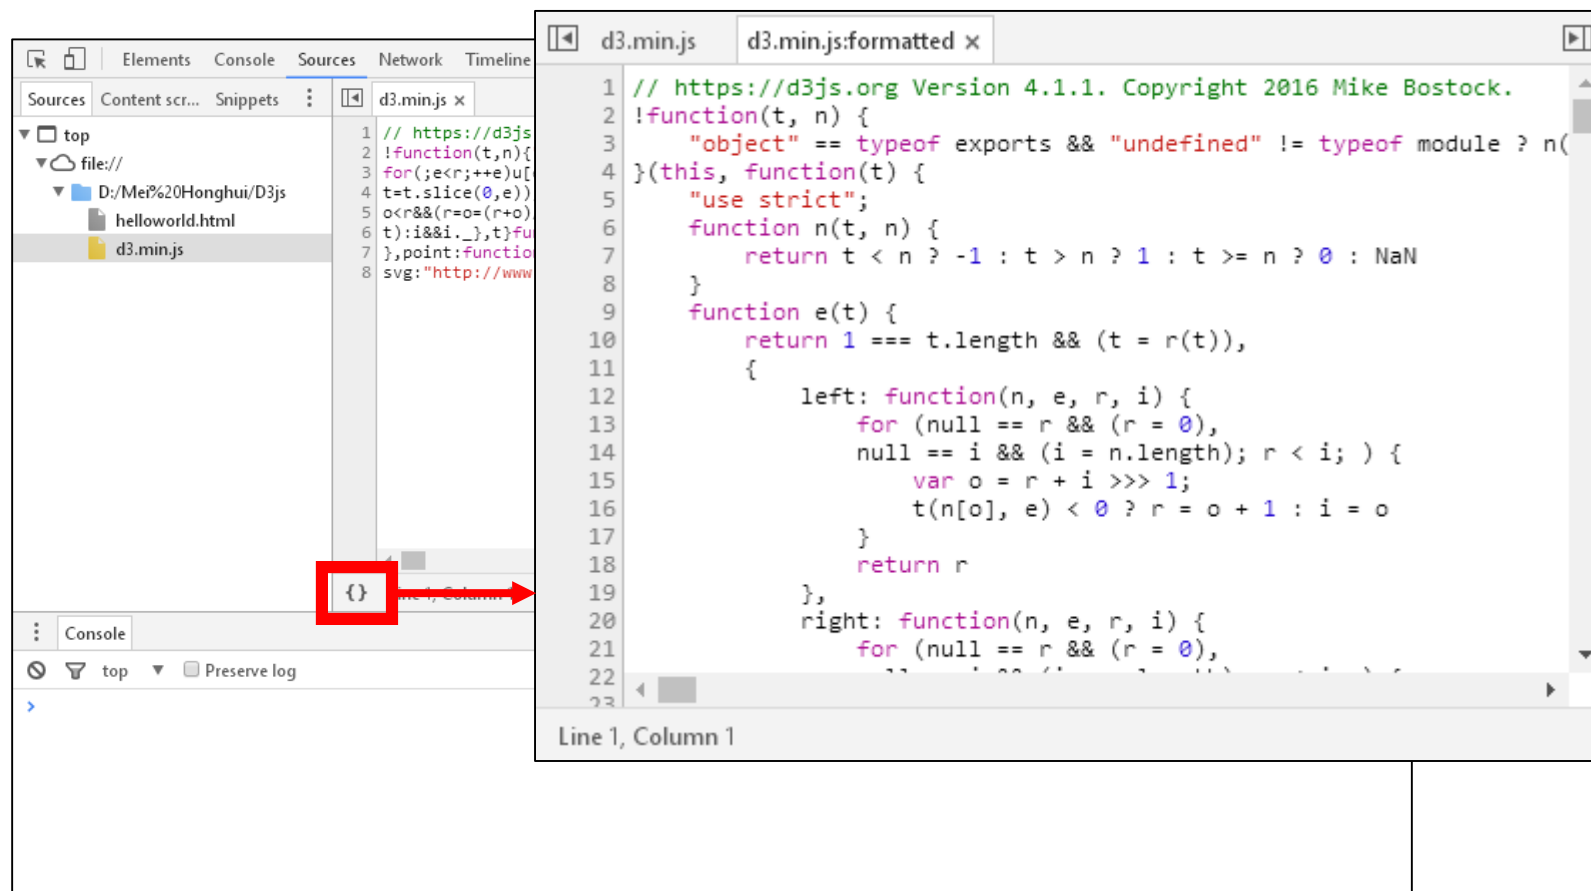 Elements Console Sources Network Timeline
Sources Content scr... Snippets
top
file://
D:/Mei%20Honghui/D3js
helloworld.html
d3.min.js
d3.min.js ×
1 // https://d3js
2 !function(t,n){
3 for(;e<r;++e)u[
4 t=t.slice(0,e))
5 o<r&&(r=o=(r+o)
6 t):i&&i._},t}fu
7 },point:functio
8 svg:"http://www
{}
Console
top Preserve log
>
d3.min.js d3.min.js:formatted ×
1 // https://d3js.org Version 4.1.1. Copyright 2016 Mike Bostock.
2 !function(t, n) {
3     "object" == typeof exports && "undefined" != typeof module ? n(
4 }(this, function(t) {
5     "use strict";
6     function n(t, n) {
7         return t < n ? -1 : t > n ? 1 : t >= n ? 0 : NaN
8     }
9     function e(t) {
10         return 1 === t.length && (t = r(t)),
11         {
12             left: function(n, e, r, i) {
13                 for (null == r && (r = 0),
14                 null == i && (i = n.length); r < i; ) {
15                     var o = r + i >>> 1;
16                     t(n[o], e) < 0 ? r = o + 1 : i = o
17                 }
18                 return r
19             },
20             right: function(n, e, r, i) {
21                 for (null == r && (r = 0),
22
23
Line 1, Column 1